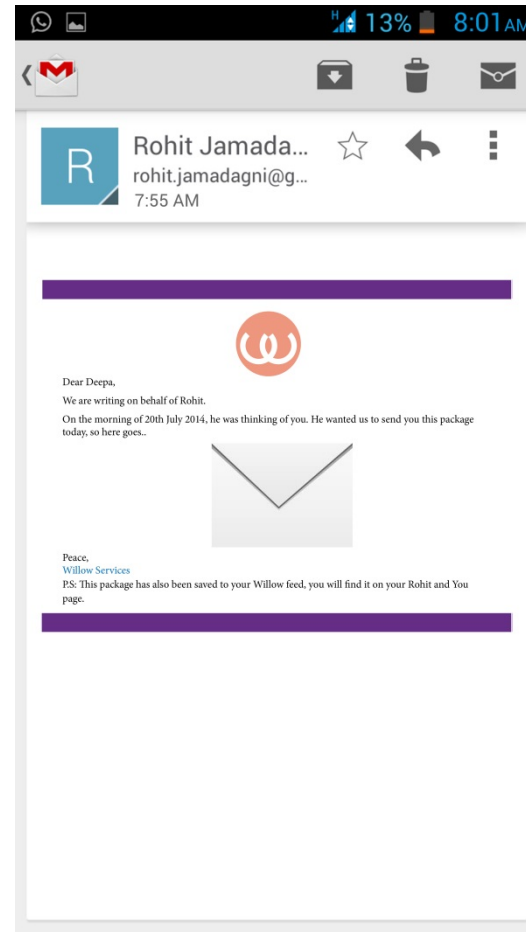 H 13% 8:01 AM
R
Rohit Jamada...
rohit.jamadagni@g...
7:55 AM
Dear Deepa,
We are writing on behalf of Rohit.
On the morning of 20th July 2014, he was thinking of you. He wanted us to send you this package
today, so here goes..
Peace,
Willow Services
P.S: This package has also been saved to your Willow feed, you will find it on your Rohit and You
page.